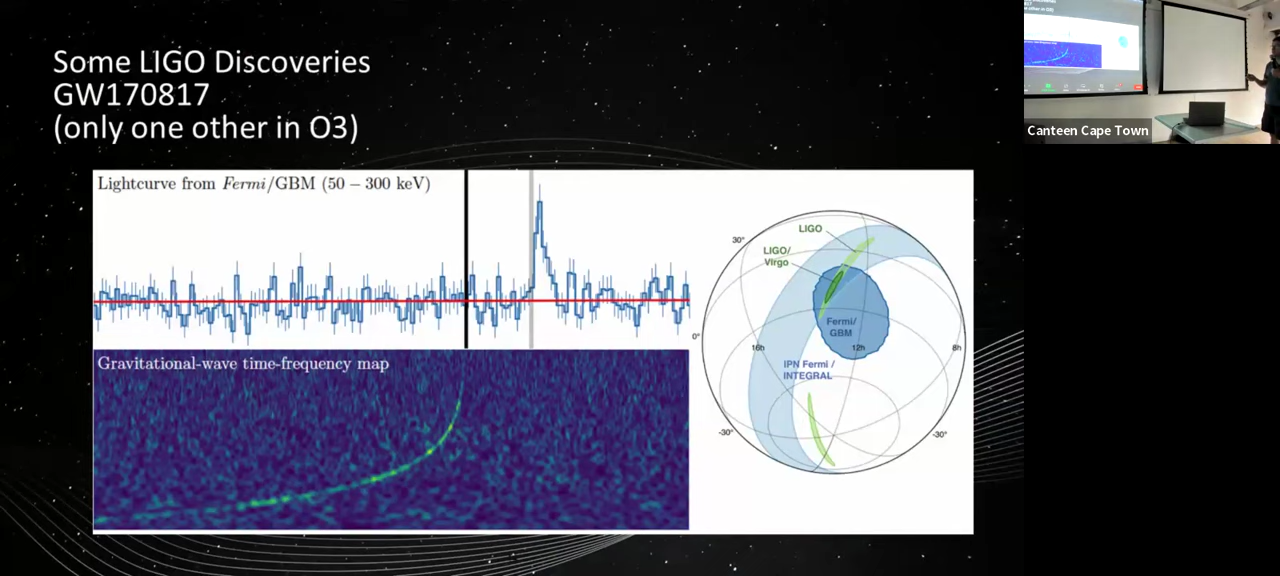 Some LIGO Discoveries
GW170817
(only one other in O3)
Lightcurve from Fermi/GBM (50 – 300 keV)
Gravitational-wave time-frequency map
LIGO
LIGO/
Virgo
30°
Fermi/
GBM
0°
16h
12h
8h
IPN Fermi /
INTEGRAL
-30°
-30°
Canteen Cape Town